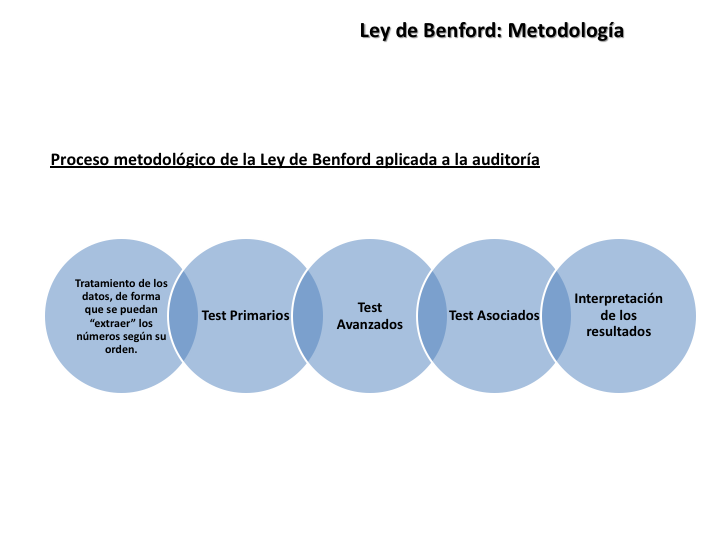 Ley de Benford: Metodología
Proceso metodológico de la Ley de Benford aplicada a la auditoría
Tratamiento de los
datos, de forma
que se puedan
“extraer” los
números según su
orden.
Test Primarios
Test
Avanzados
Test Asociados
Interpretación
de los
resultados